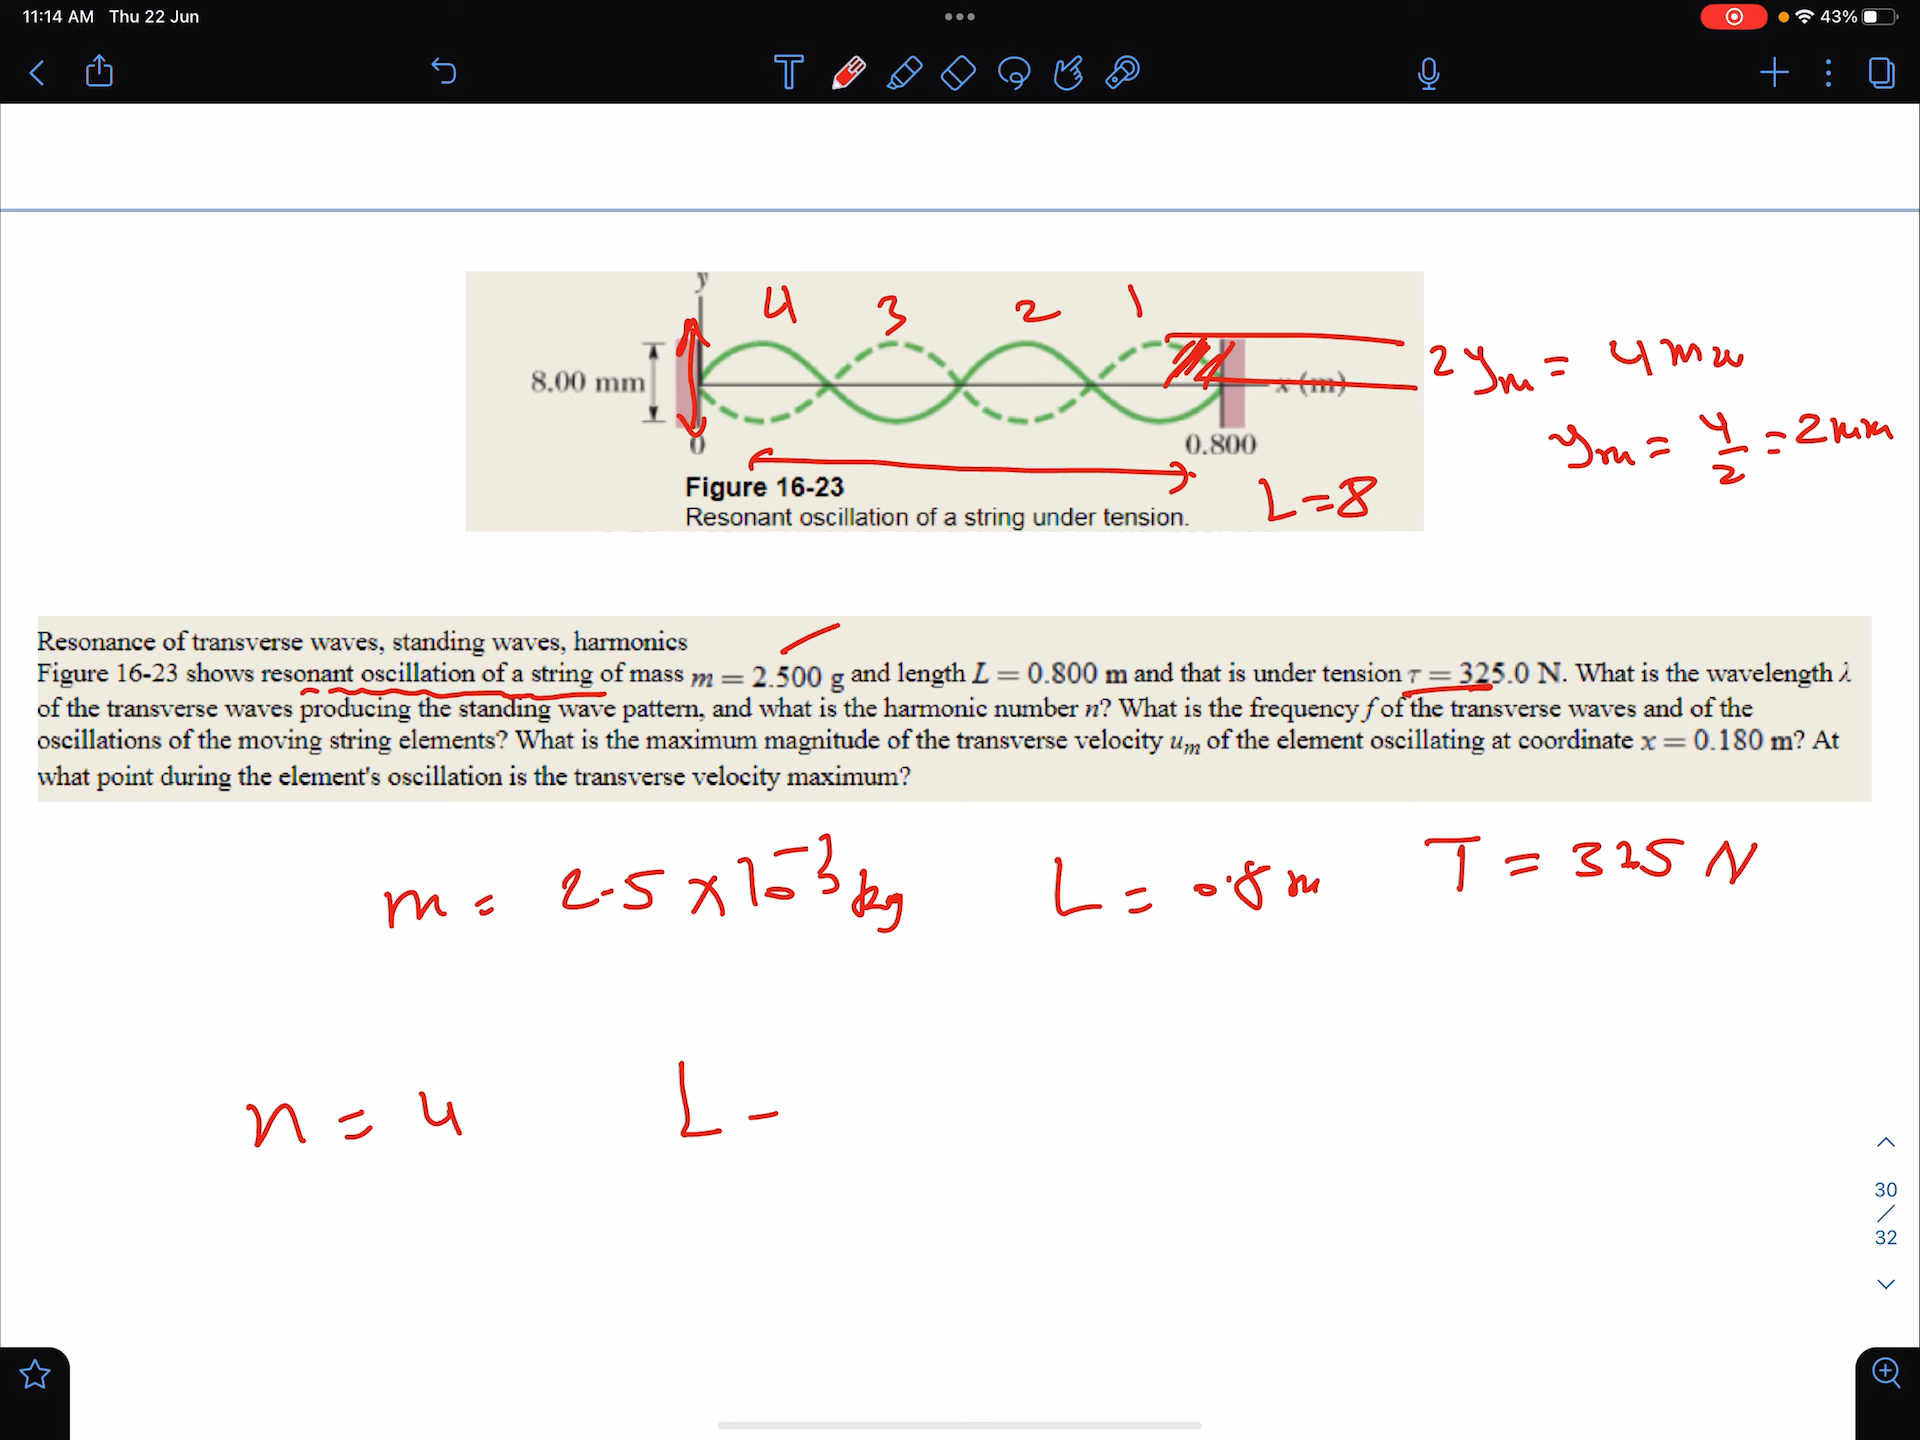 11:14 AM Thu 22 Jun
43%
y
4 3 2 1
8.00 mm
x (m)
0
0.800
2ym = 4mm
ym = 4/2 = 2mm
Figure 16-23
Resonant oscillation of a string under tension.
L=8
Resonance of transverse waves, standing waves, harmonics
Figure 16-23 shows resonant oscillation of a string of mass m = 2.500 g and length L = 0.800 m and that is under tension τ = 325.0 N. What is the wavelength λ
of the transverse waves producing the standing wave pattern, and what is the harmonic number n? What is the frequency f of the transverse waves and of the
oscillations of the moving string elements? What is the maximum magnitude of the transverse velocity um of the element oscillating at coordinate x = 0.180 m? At
what point during the element's oscillation is the transverse velocity maximum?
m = 2.5 x 10-3 kg L = 0.8 m T = 325 N
n = 4 L -
30
/
32